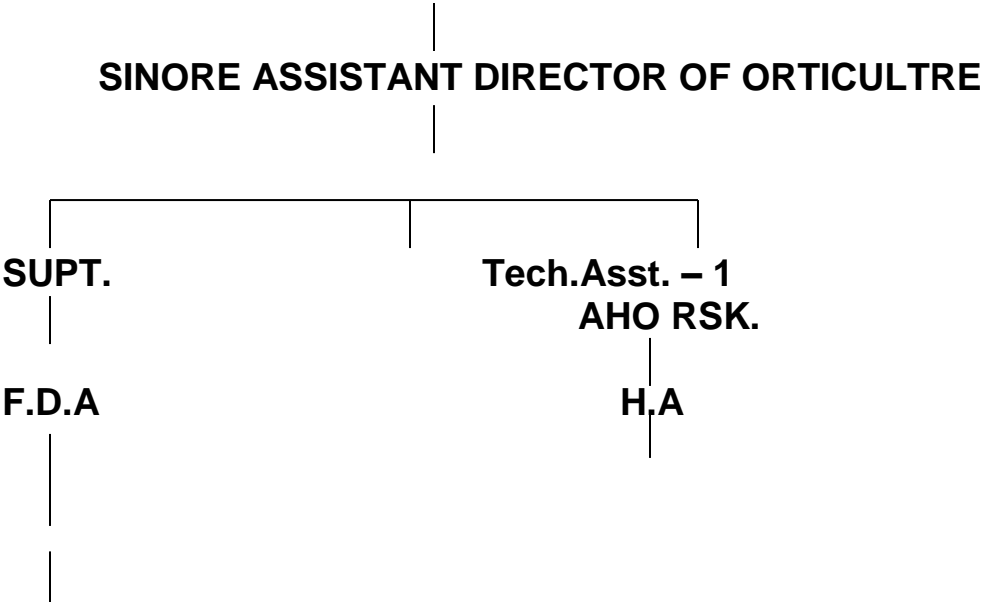 SINORE ASSISTANT DIRECTOR OF ORTICULTRE
SUPT. Tech.Asst. – 1
AHO RSK.
F.D.A H.A